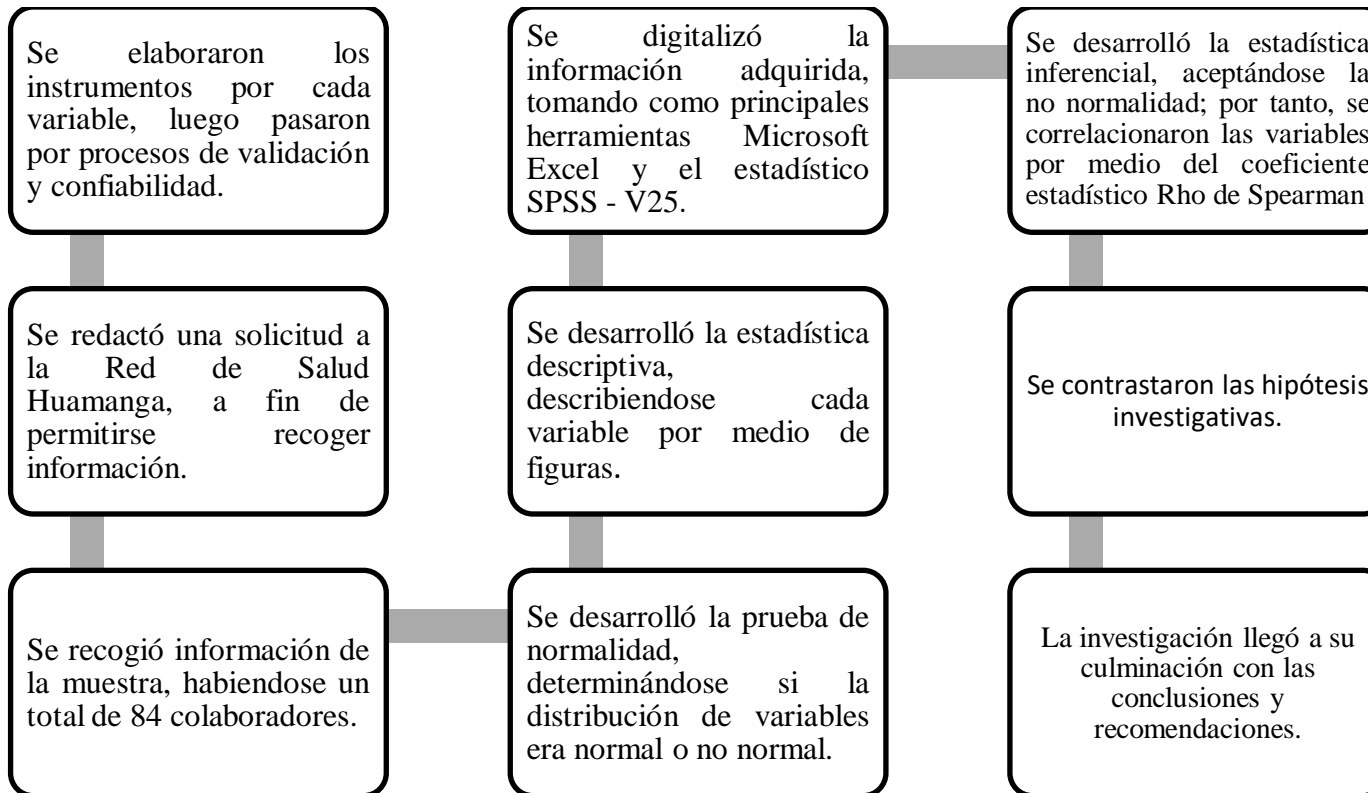 Se elaboraron los
instrumentos por cada
variable, luego pasaron
por procesos de validación
y confiabilidad.
Se redactó una solicitud a
la Red de Salud
Huamanga, a fin de
permitirse recoger
información.
Se recogió información de
la muestra, habiendose un
total de 84 colaboradores.
Se digitalizó la
información adquirida,
tomando como principales
herramientas Microsoft
Excel y el estadístico
SPSS - V25.
Se desarrolló la estadística
descriptiva,
describiendose cada
variable por medio de
figuras.
Se desarrolló la prueba de
normalidad,
determinándose si la
distribución de variables
era normal o no normal.
Se desarrolló la estadística
inferencial, aceptándose la
no normalidad; por tanto, se
correlacionaron las variables
por medio del coeficiente
estadístico Rho de Spearman
Se contrastaron las hipótesis
investigativas.
La investigación llegó a su
culminación con las
conclusiones y
recomendaciones.